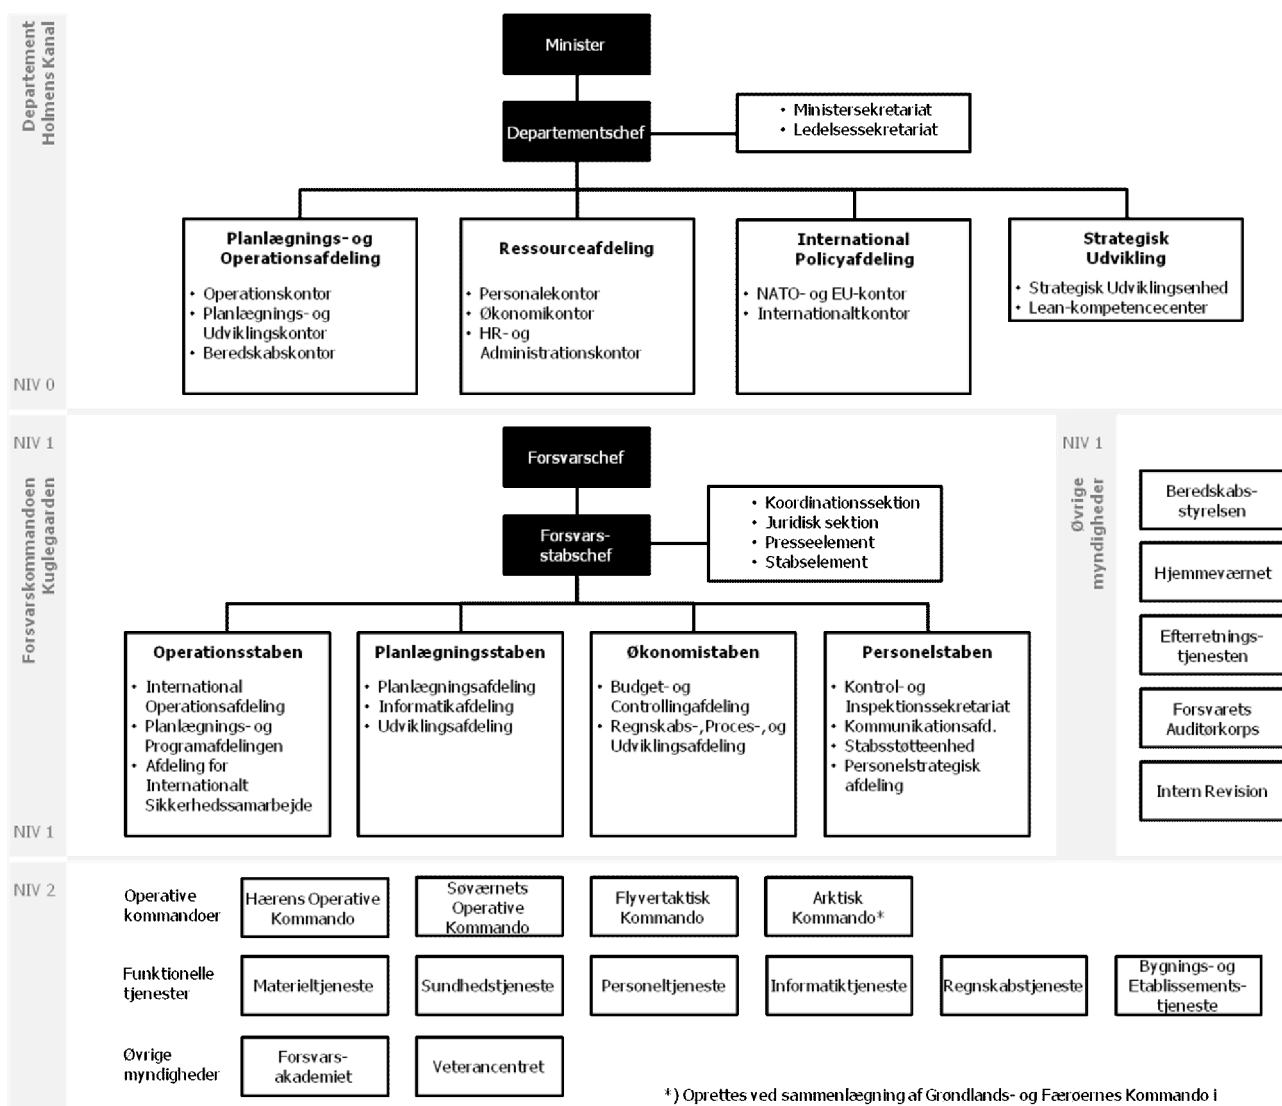 Departement
Holmens Kanal
NIV 0
Minister
Departementschef
• Ministersekretariat
• Ledelsessekretariat
Planlægnings- og
Operationsafdeling
• Operationskontor
• Planlægnings- og
Udviklingskontor
• Beredskabskontor
Ressourceafdeling
• Personalekontor
• Økonomikontor
• HR- og
Administrationskontor
International
Policyafdeling
• NATO- og EU-kontor
• Internationaltkontor
Strategisk
Udvikling
• Strategisk Udviklingsenhed
• Lean-kompetencecenter
NIV 1
Forsvarskommandoen
Kuglegaarden
NIV 1
Forsvarschef
Forsvars-
stabschef
• Koordinationssektion
• Juridisk sektion
• Presseelement
• Stabselement
Operationsstaben
• International
Operationsafdeling
• Planlægnings- og
Programafdelingen
• Afdeling for
Internationalt
Sikkerhedssamarbejde
Planlægningsstaben
• Planlægningsafdeling
• Informatikafdeling
• Udviklingsafdeling
Økonomistaben
• Budget- og
Controllingafdeling
• Regnskabs-, Proces-, og
Udviklingsafdeling
Personelstaben
• Kontrol- og
Inspektionssekretariat
• Kommunikationsafd.
• Stabsstøtteenhed
• Personelstrategisk
afdeling
NIV 1
Øvrige
myndigheder
Beredskabs-
styrelsen
Hjemmeværnet
Efterretnings-
tjenesten
Forsvarets
Auditørkorps
Intern Revision
NIV 2
Operative
kommandoer
Hærens Operative
Kommando
Søværnets
Operative
Kommando
Flyvertaktisk
Kommando
Arktisk
Kommando*
Funktionelle
tjenester
Materieltjeneste
Sundhedstjeneste
Personeltjeneste
Informatiktjeneste
Regnskabstjeneste
Bygnings- og
Etablissements-
tjeneste
Øvrige
myndigheder
Forsvars-
akademiet
Veterancentret
*) Oprettes ved sammenlægning af Grøndlands- og Færøernes Kommando i